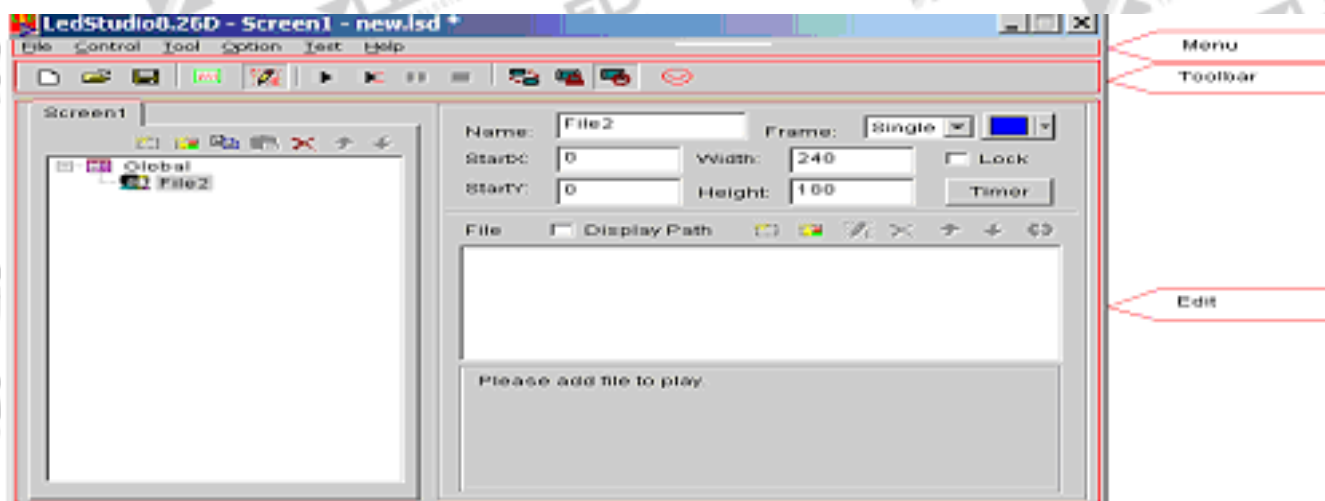 LedStudio8.26D - Screen1 - new.lsd *
File Control Tool Option Test Help
Menu
Toolbar
Screen1
Name: File2 Frame: Single
Global
StartX: 0 Width: 240 Lock
File2
StartY: 0 Height: 100 Timer
File Display Path
Edit
Please add file to play.